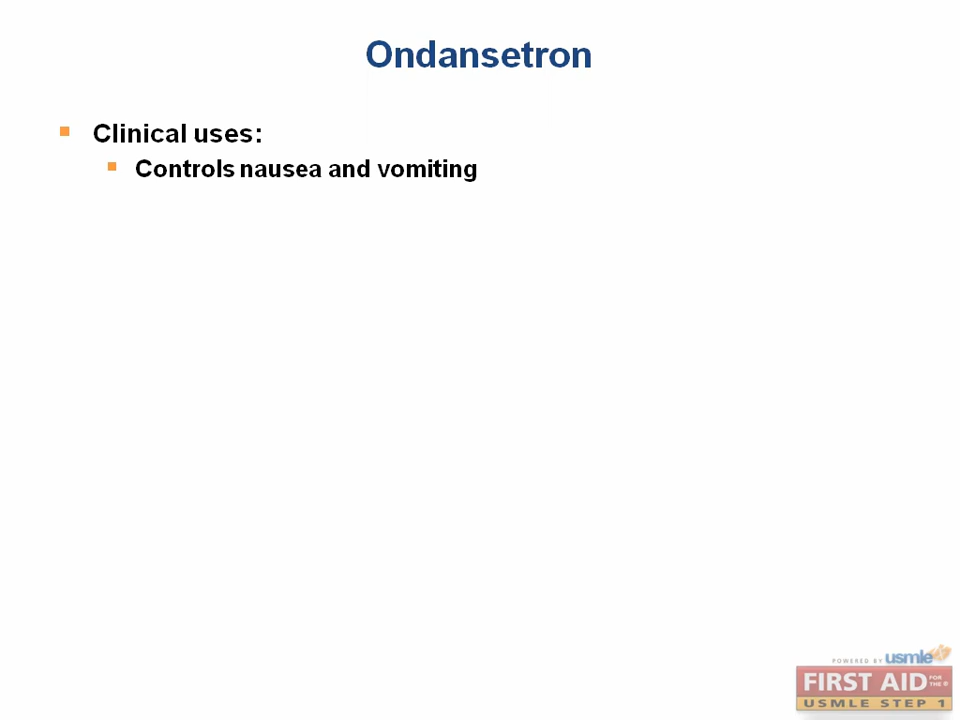 Ondansetron
Clinical uses:
Controls nausea and vomiting
POWERED BY usmle
FIRST AID FOR THE ®
USMLE STEP 1